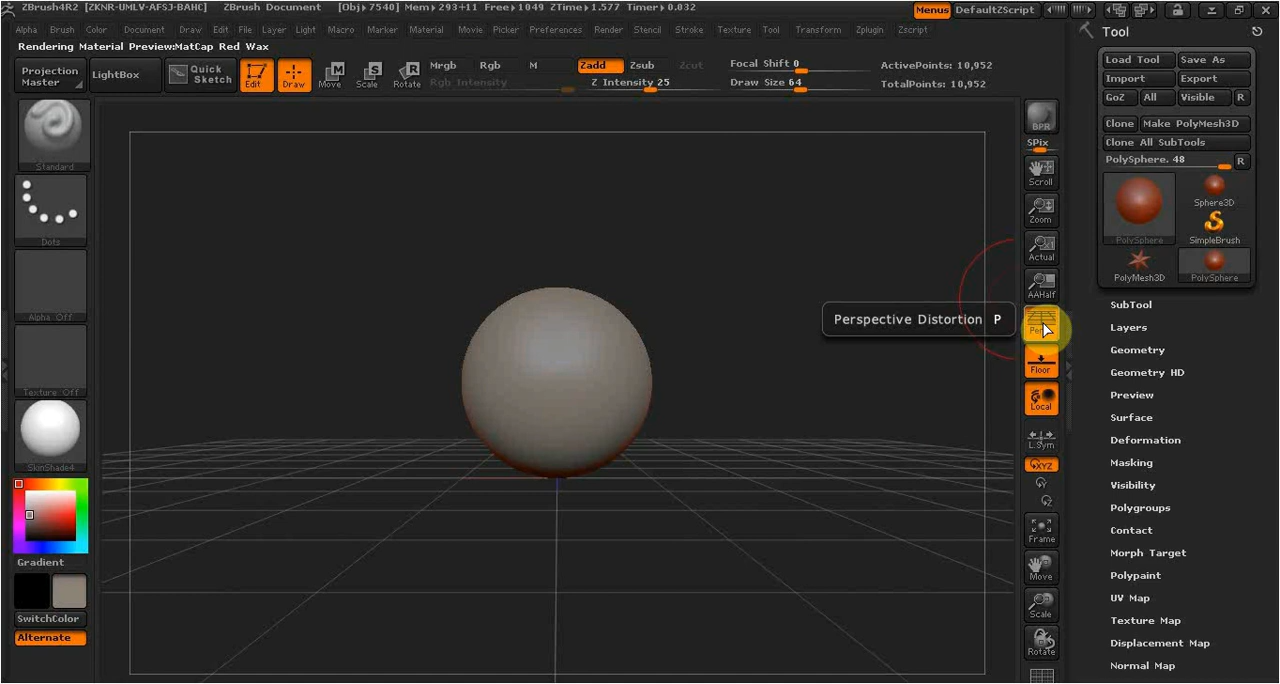 ZBrush4R2 [ZKNR-UMLV-AFSJ-BAHC] ZBrush Document [Obj▸7540] Mem▸293+11 Free▸1049 ZTime▸1.577 Timer▸0.032 Menus DefaultZScript
Alpha Brush Color Document Draw Edit File Layer Light Macro Marker Material Movie Picker Preferences Render Stencil Stroke Texture Tool Transform Zplugin Zscript
Rendering Material Preview:MatCap Red Wax
Projection Master
LightBox
Quick Sketch
Edit
Draw
Move
Scale
Rotate
Mrgb Rgb M
Rgb Intensity
Zadd Zsub Zcut
Z Intensity 25
Focal Shift 0
Draw Size 64
ActivePoints: 10,952
TotalPoints: 10,952
Standard
Dots
Alpha Off
Texture Off
SkinShade4
Gradient
SwitchColor
Alternate
Perspective Distortion P
BPR
SPix
Scroll
Zoom
Actual
AAHalf
Floor
Local
L.Sym
XYZ
Y
Z
Frame
Move
Scale
Rotate
Tool
Load Tool Save As
Import Export
GoZ All Visible R
Clone Make PolyMesh3D
Clone All SubTools
PolySphere. 48 R
PolySphere
Sphere3D
SimpleBrush
PolyMesh3D
PolySphere
SubTool
Layers
Geometry
Geometry HD
Preview
Surface
Deformation
Masking
Visibility
Polygroups
Contact
Morph Target
Polypaint
UV Map
Texture Map
Displacement Map
Normal Map